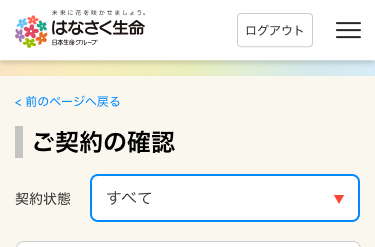 未来に花を咲かせましょう。
はなさく生命
日本生命グループ
ログアウト
< 前のページへ戻る
ご契約の確認
契約状態
すべて